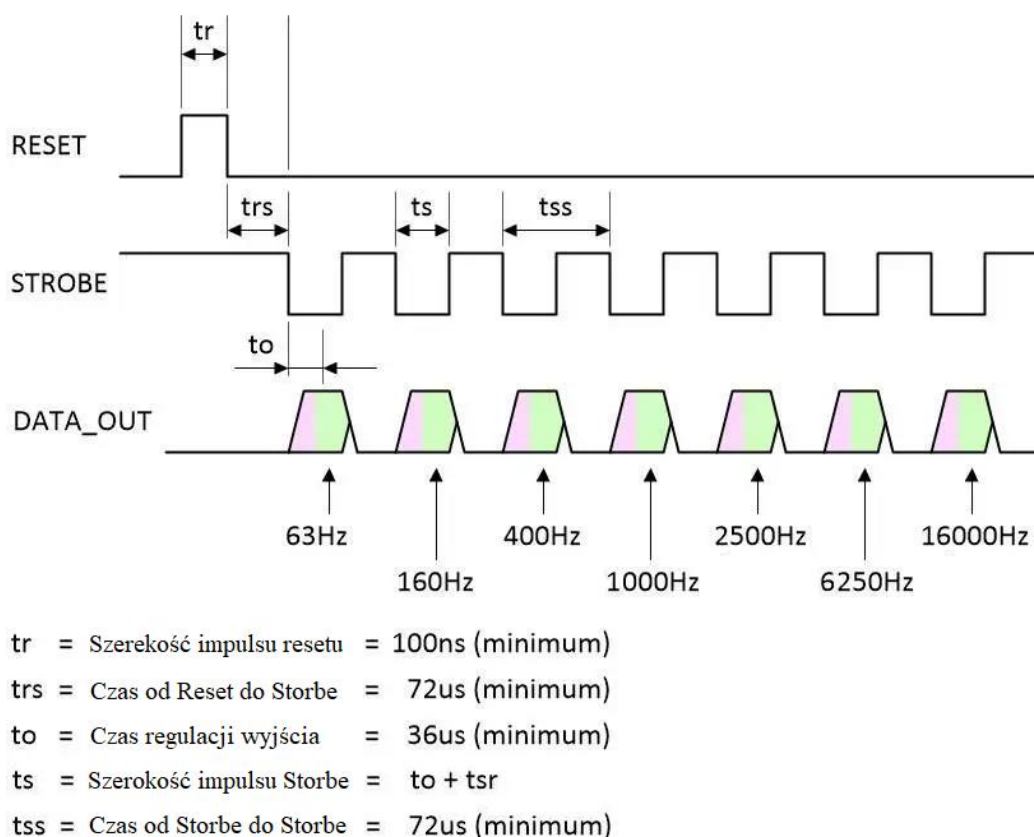 tr
RESET
trs
ts
tss
STROBE
to
DATA_OUT
63Hz
400Hz
2500Hz
16000Hz
160Hz
1000Hz
6250Hz
tr = Szerekość impulsu resetu = 100ns (minimum)
trs = Czas od Reset do Storbe = 72us (minimum)
to = Czas regulacji wyjścia = 36us (minimum)
ts = Szerokość impulsu Storbe = to + tsr
tss = Czas od Storbe do Storbe = 72us (minimum)